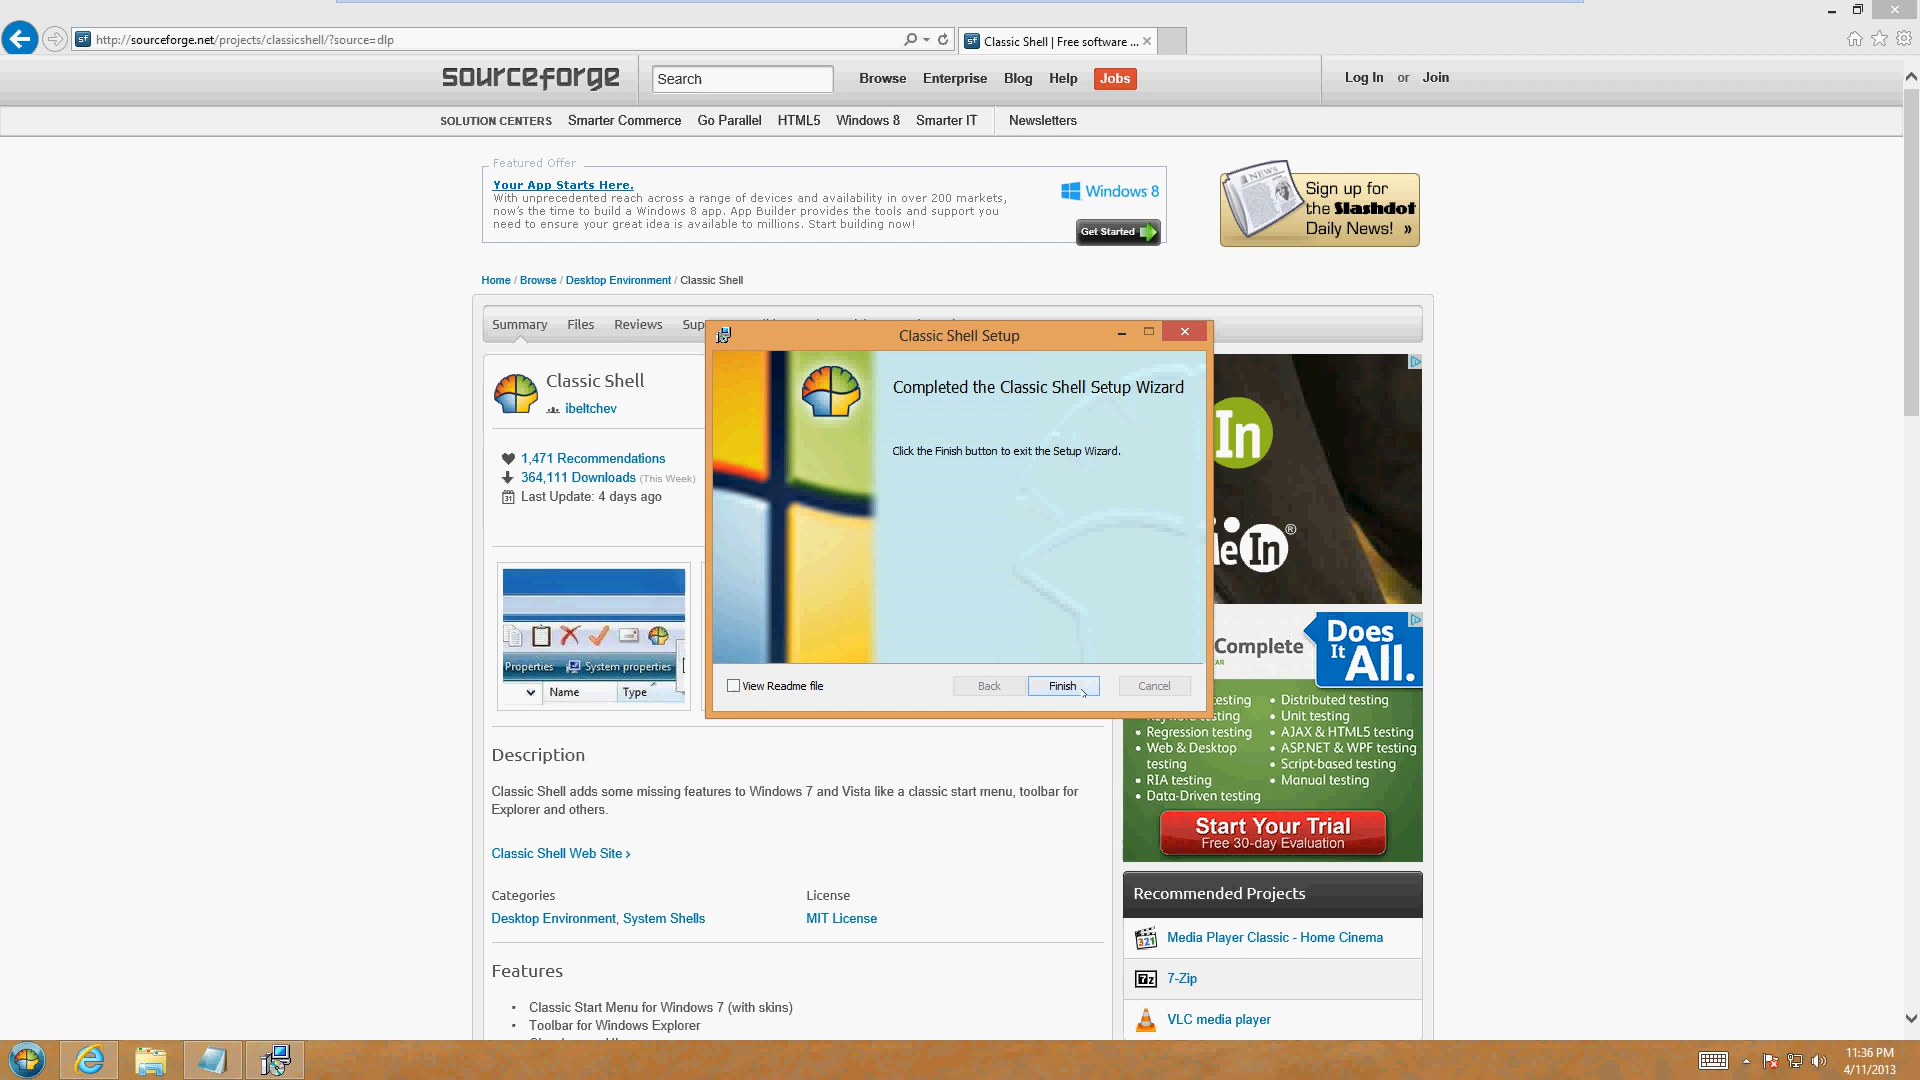 http://sourceforge.net/projects/classicshell/?source=dlp
Classic Shell | Free software ...
sourceforge
Search
Browse
Enterprise
Blog
Help
Jobs
Log In or Join
SOLUTION CENTERS
Smarter Commerce
Go Parallel
HTML5
Windows 8
Smarter IT
Newsletters
Featured Offer
Your App Starts Here.
With unprecedented reach across a range of devices and availability in over 200 markets,
now's the time to build a Windows 8 app. App Builder provides the tools and support you
need to ensure your great idea is available to millions. Start building now!
Windows 8
Get Started
NEWS
Sign up for
the Slashdot
Daily News! »
Home / Browse / Desktop Environment / Classic Shell
Summary
Files
Reviews
Sup
Classic Shell
ibeltchev
1,471 Recommendations
364,111 Downloads (This Week)
Last Update: 4 days ago
Properties
System properties
Name
Type
Classic Shell Setup
Completed the Classic Shell Setup Wizard
Click the Finish button to exit the Setup Wizard.
View Readme file
Back
Finish
Cancel
In
eIn®
Complete
Does
It All.
esting
Distributed testing
sting
Unit testing
Regression testing
AJAX & HTML5 testing
Web & Desktop
testing
ASP.NET & WPF testing
Script-based testing
RIA testing
Manual testing
Data-Driven testing
Start Your Trial
Free 30-day Evaluation
Description
Classic Shell adds some missing features to Windows 7 and Vista like a classic start menu, toolbar for
Explorer and others.
Classic Shell Web Site ›
Categories
License
Desktop Environment, System Shells
MIT License
Features
• Classic Start Menu for Windows 7 (with skins)
• Toolbar for Windows Explorer
Recommended Projects
321
Media Player Classic - Home Cinema
7z
7-Zip
VLC media player
11:36 PM
4/11/2013